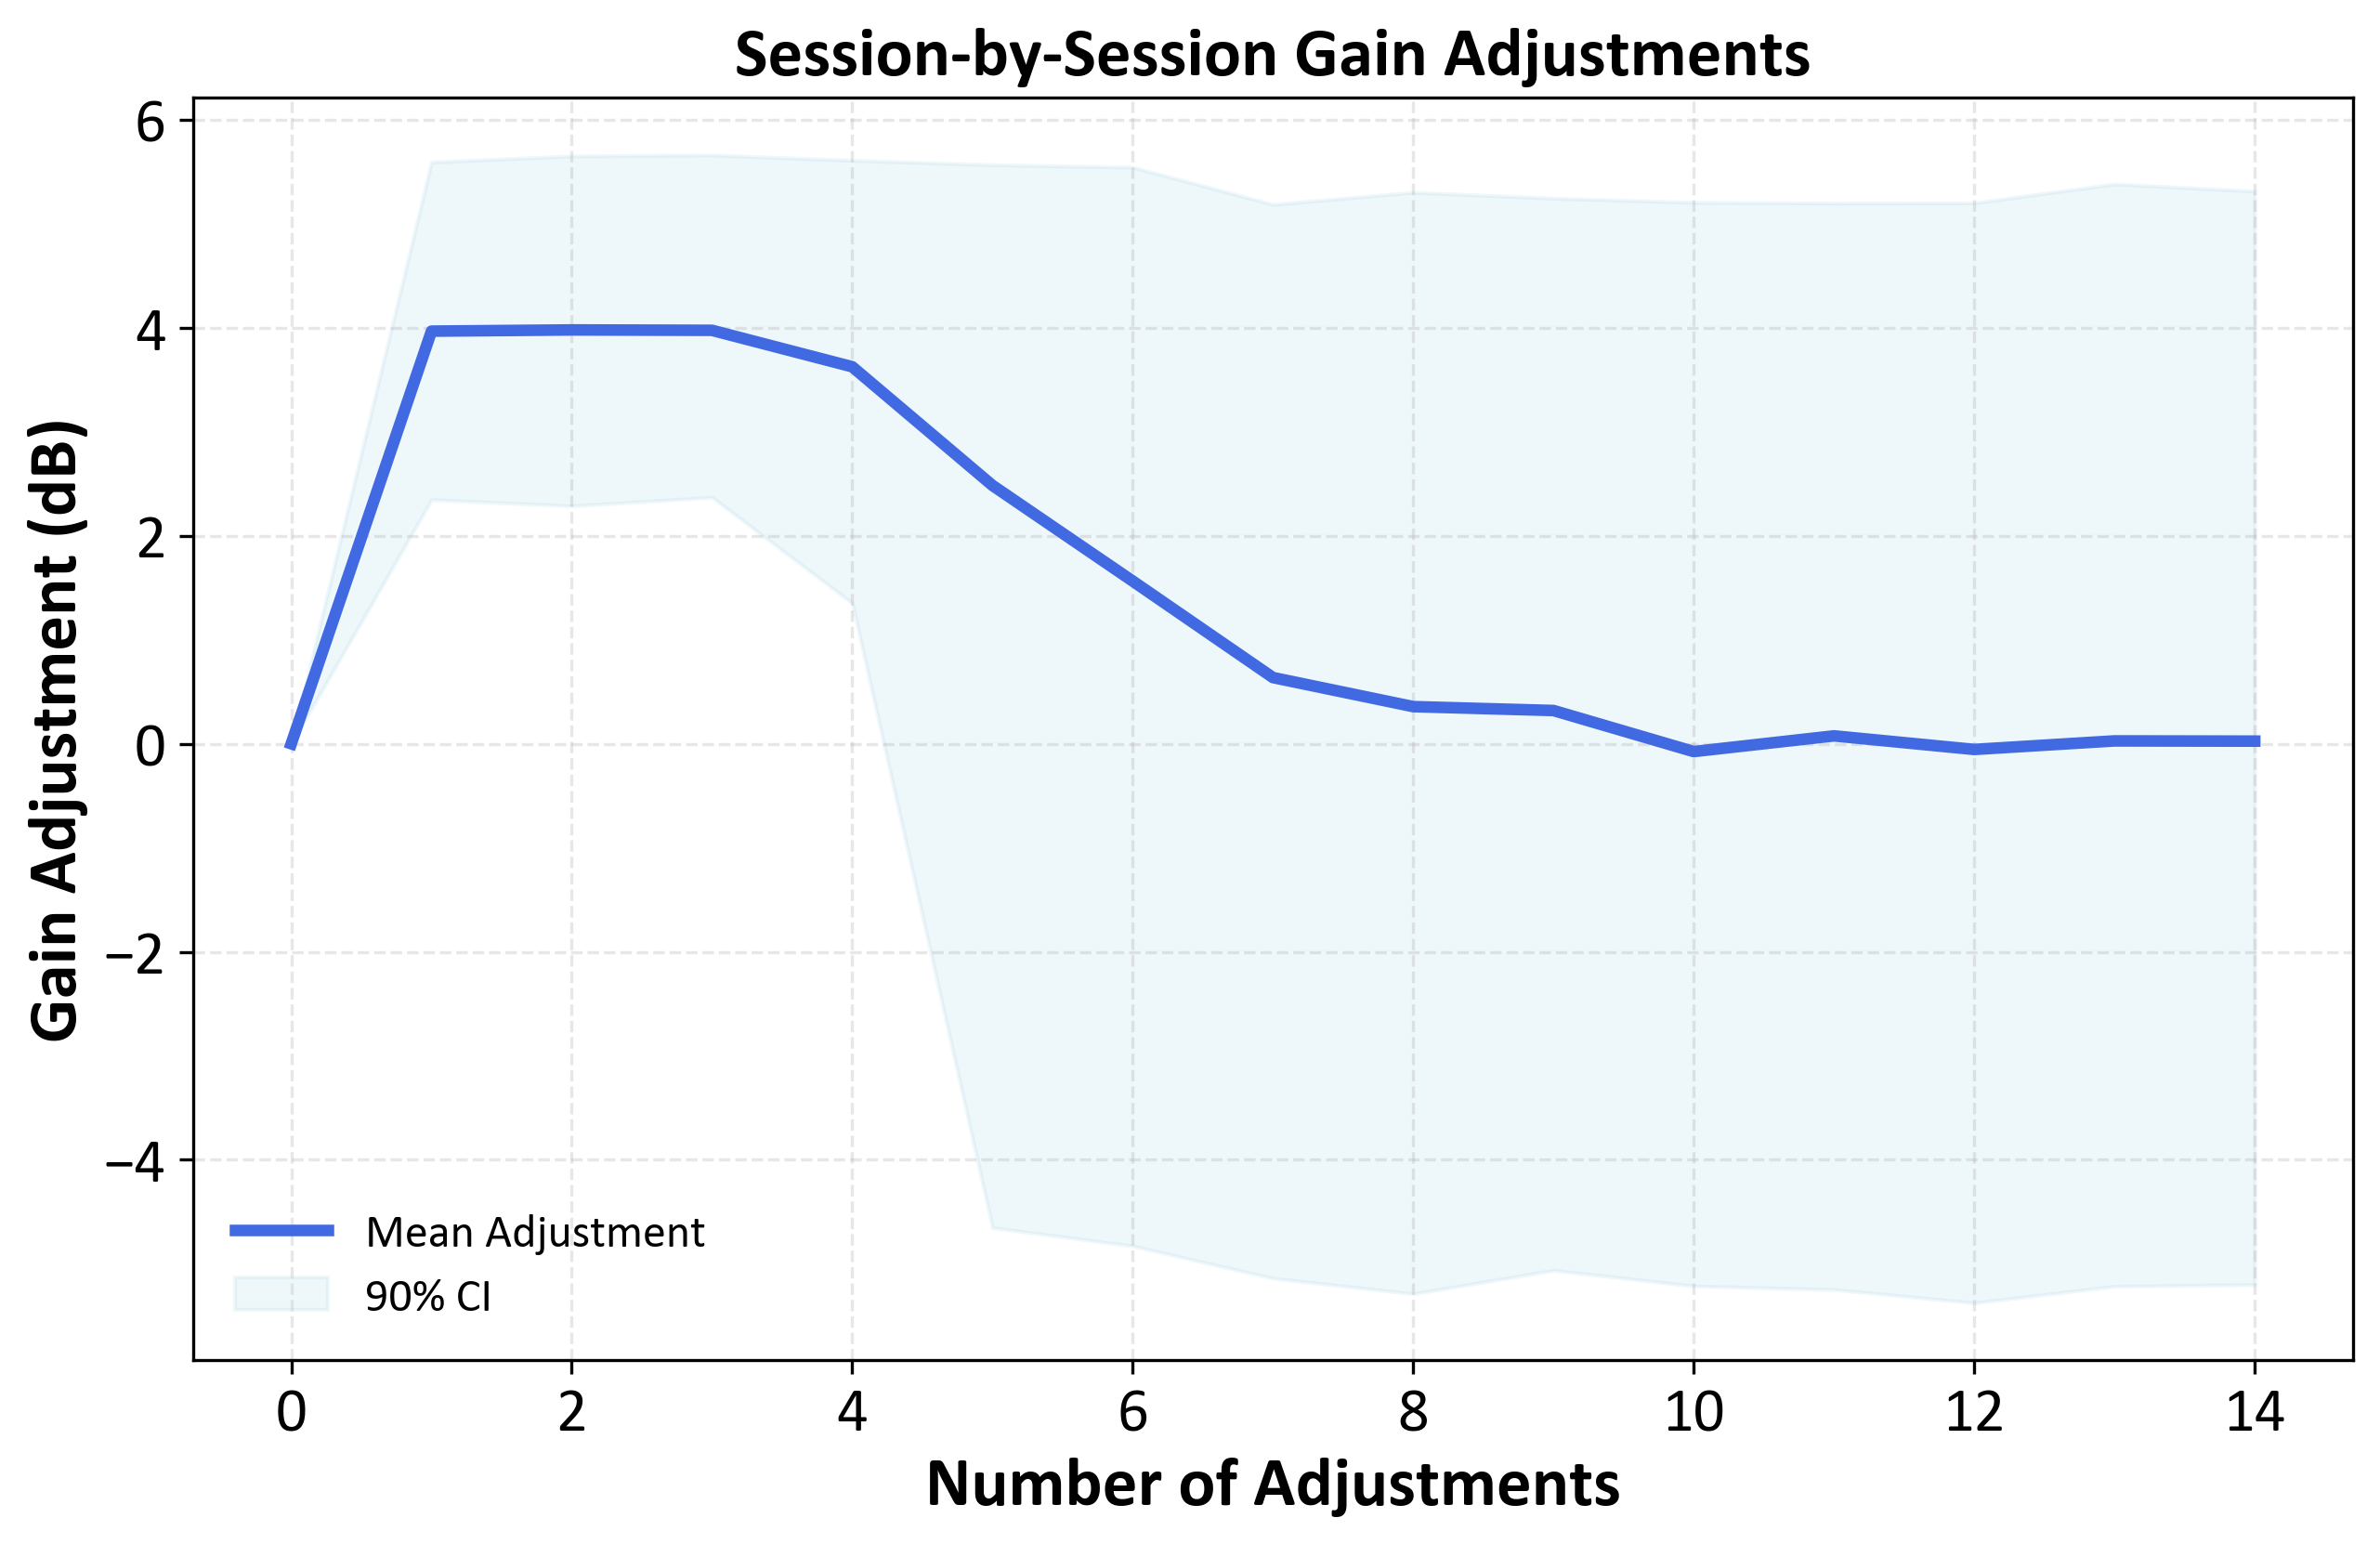 Session-by-Session Gain Adjustments
Gain Adjustment (dB)
6
4
2
0
−2
−4
Mean Adjustment
90% CI
0 2 4 6 8 10 12 14
Number of Adjustments